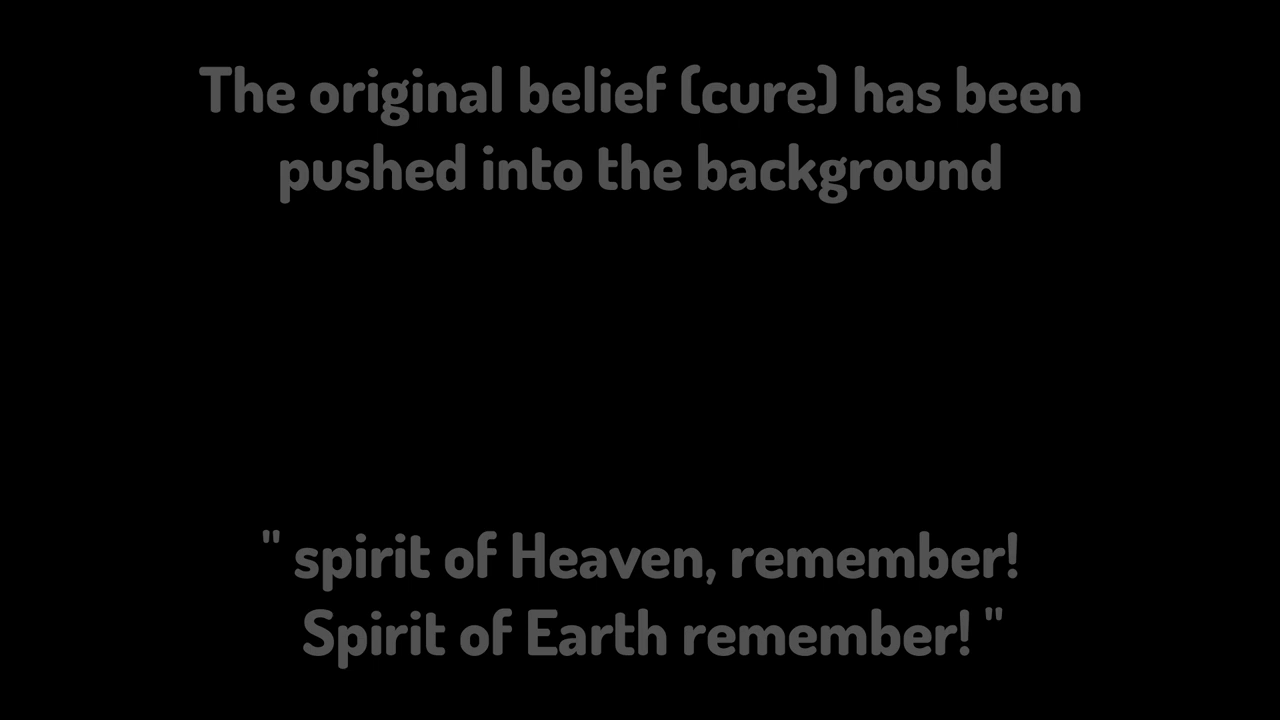 The original belief (cure) has been
pushed into the background
" spirit of Heaven, remember!
Spirit of Earth remember! "